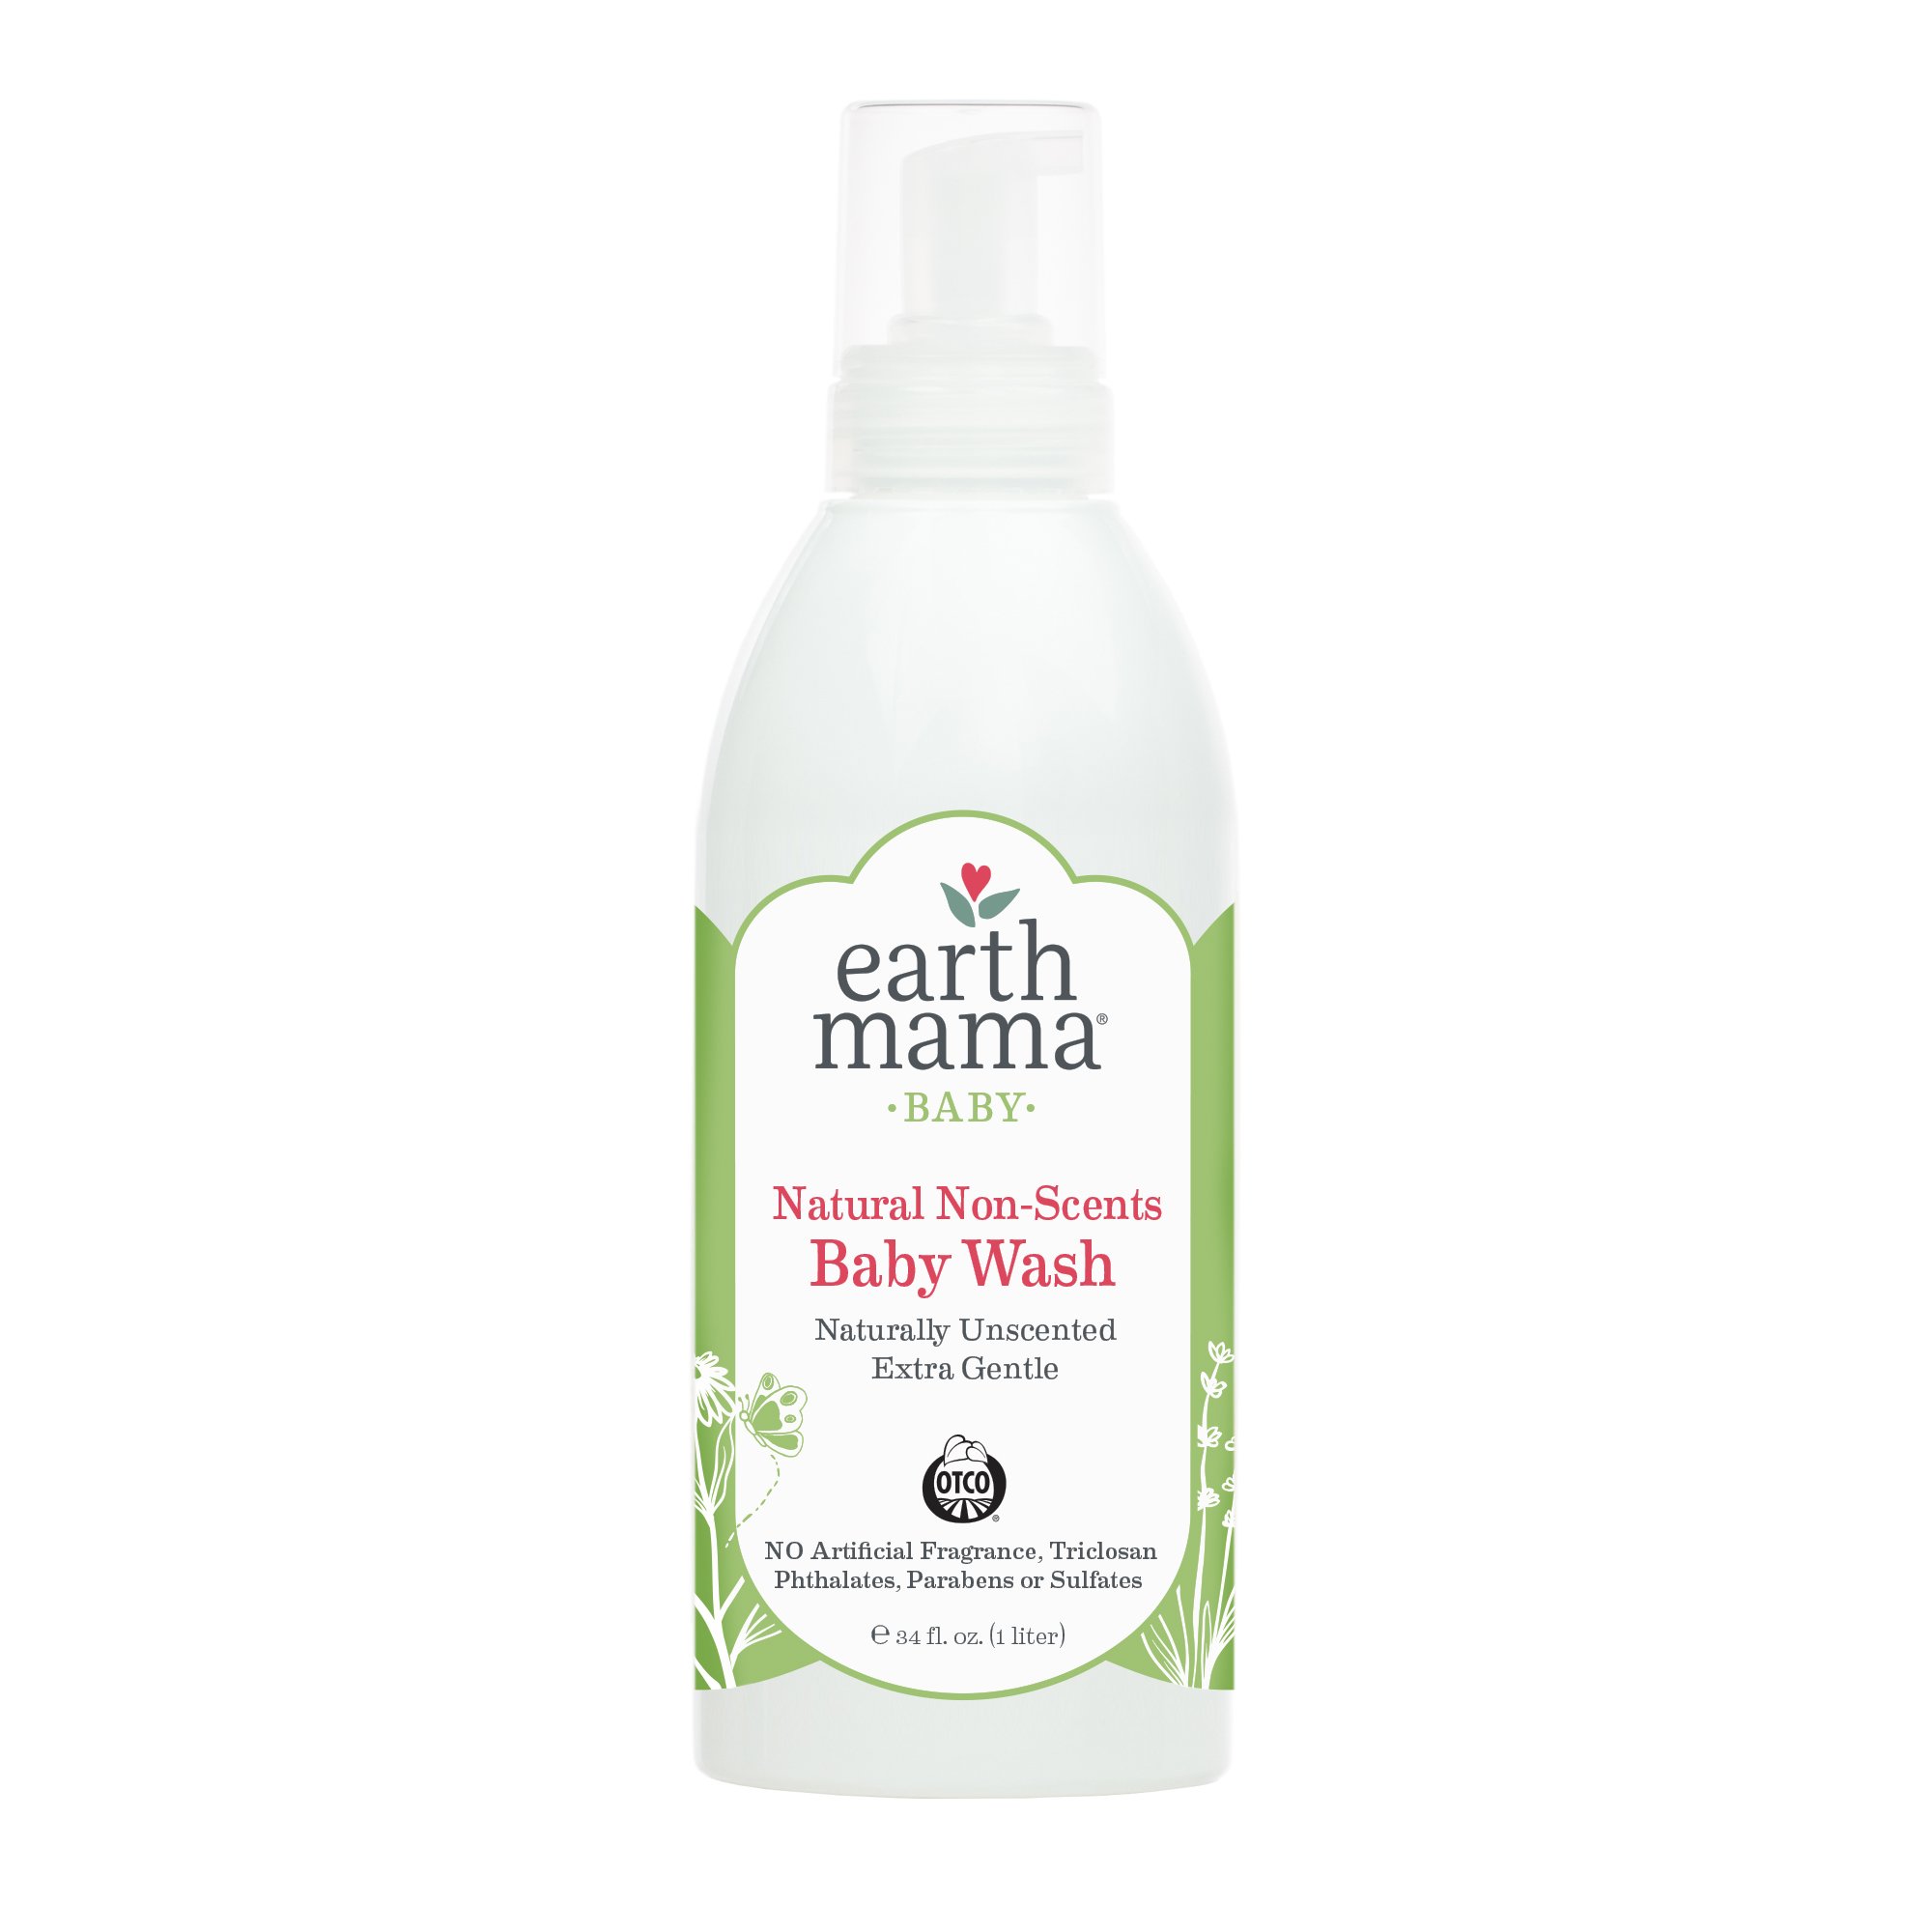 earth
mama®
·BABY·
Natural Non-Scents
Baby Wash
Naturally Unscented
Extra Gentle
OTCO
®
NO Artificial Fragrance, Triclosan
Phthalates, Parabens or Sulfates
℮ 34 fl. oz. (1 liter)